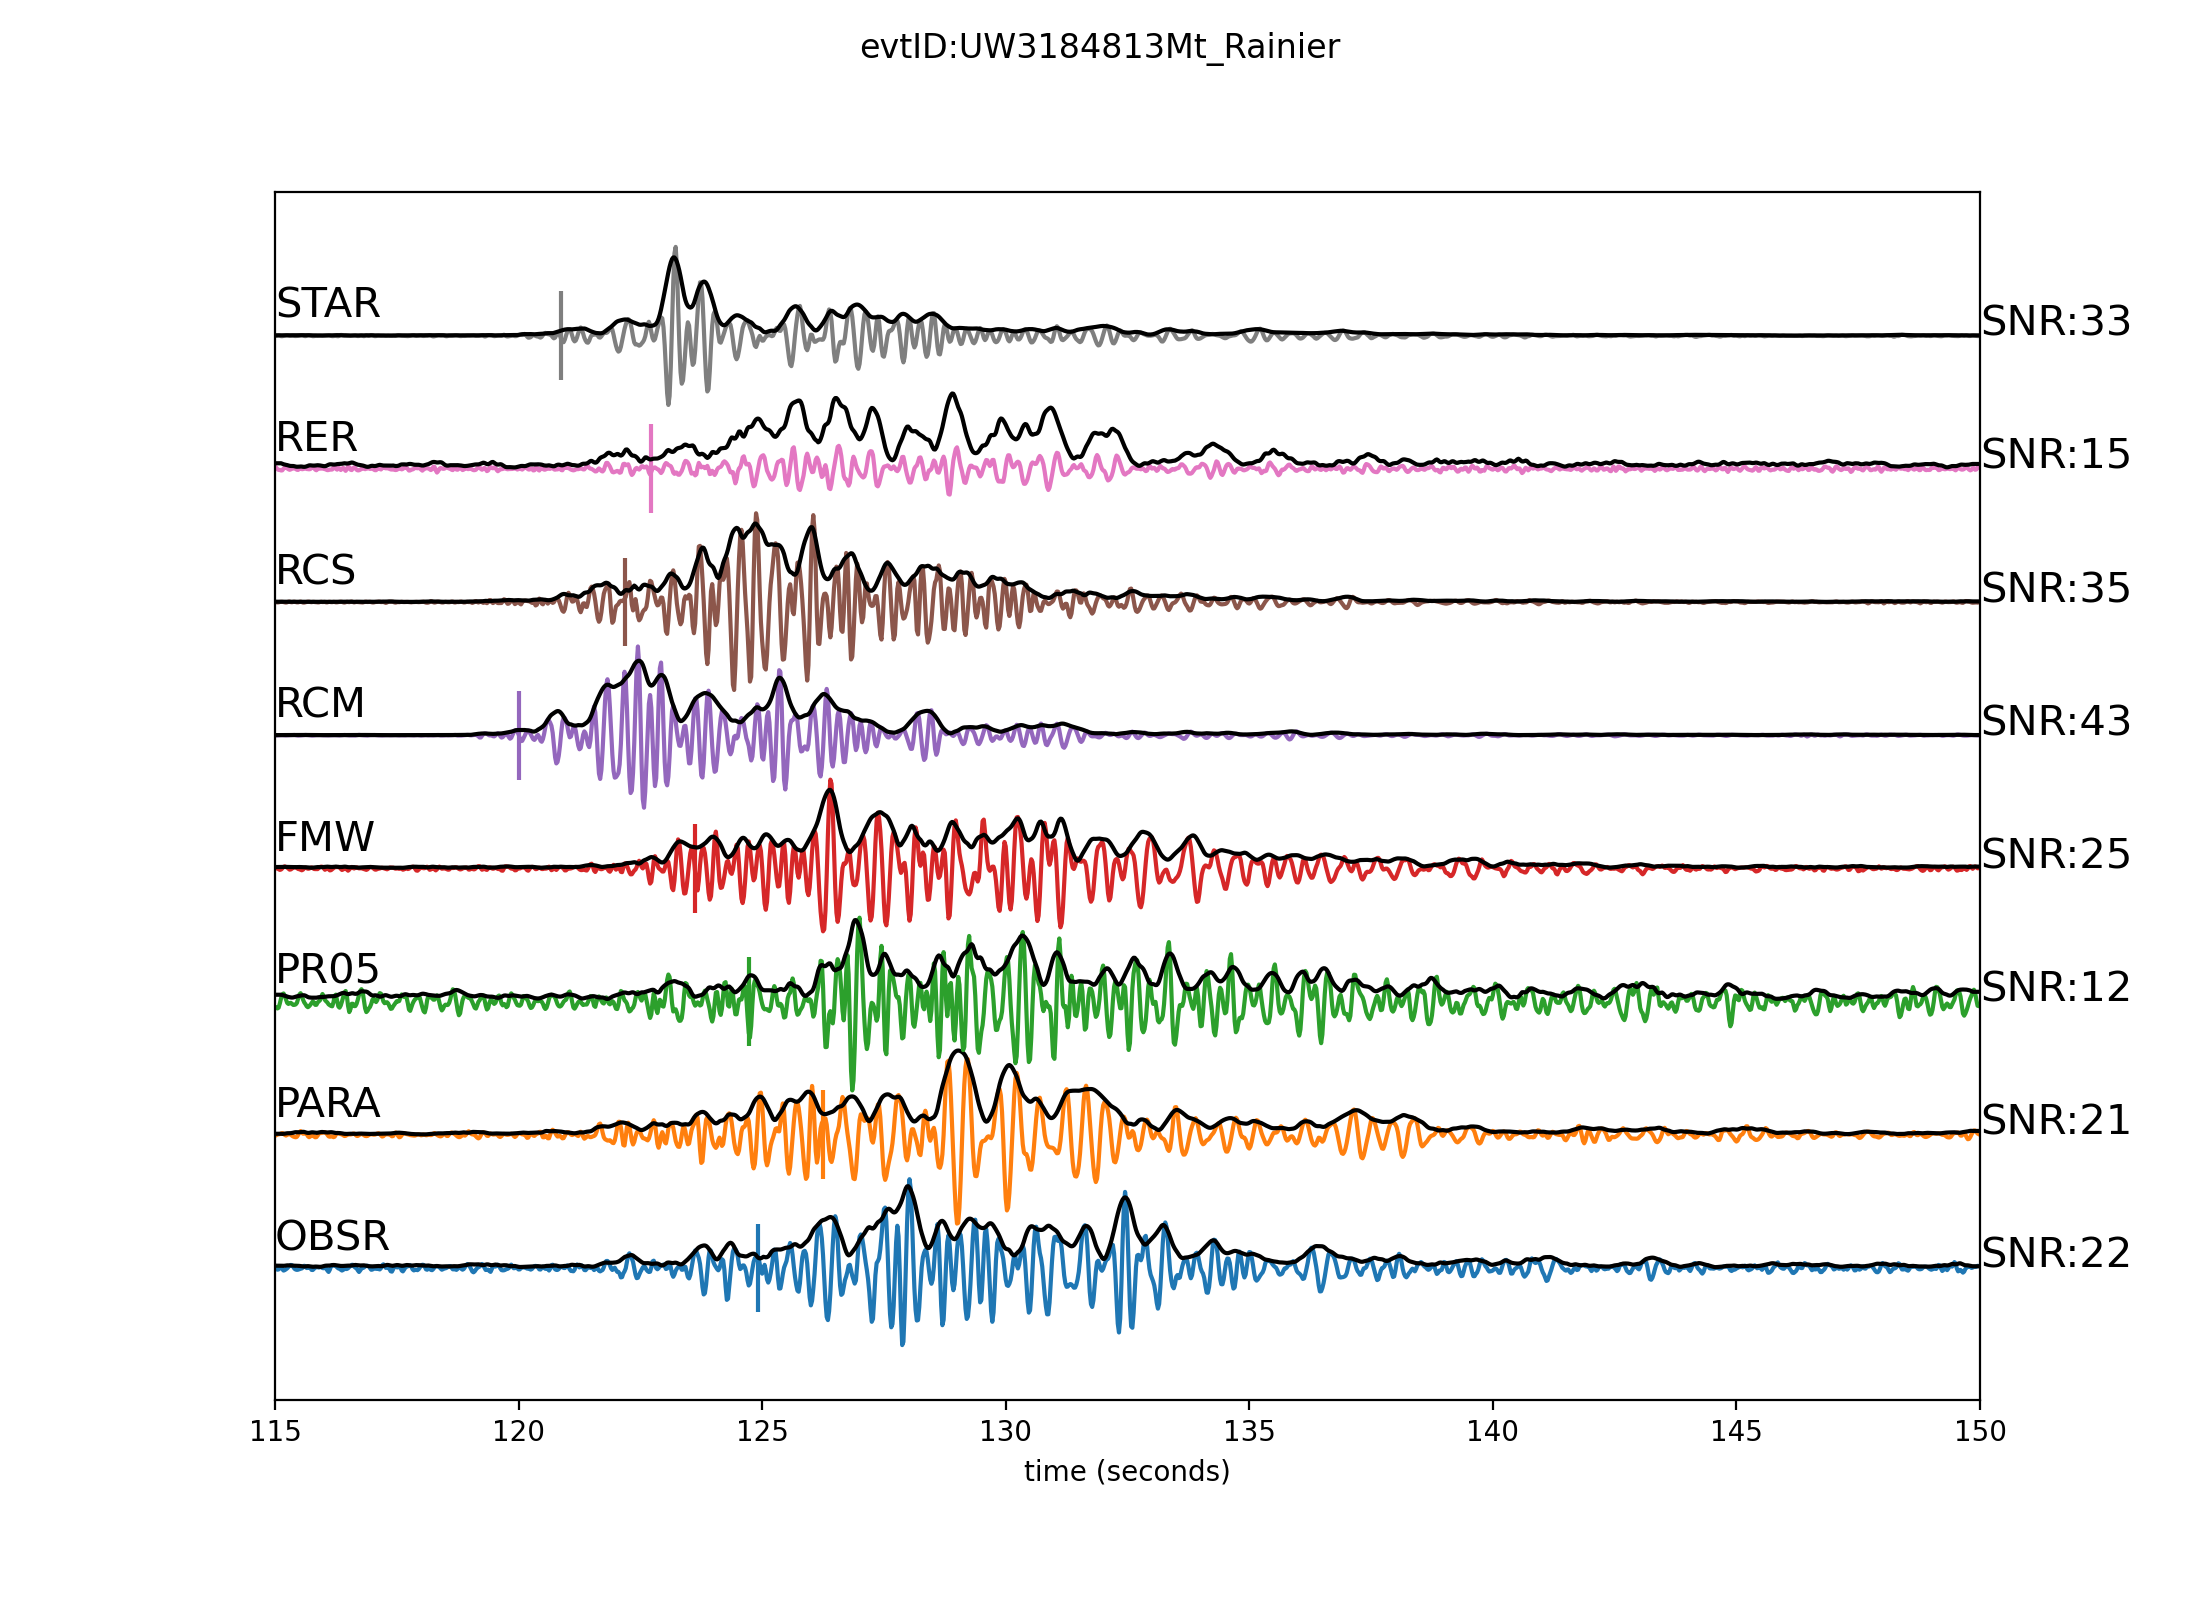 evtID:UW3184813Mt_Rainier
STAR SNR:33
RER SNR:15
RCS SNR:35
RCM SNR:43
FMW SNR:25
PR05 SNR:12
PARA SNR:21
OBSR SNR:22
115 120 125 130 135 140 145 150
time (seconds)